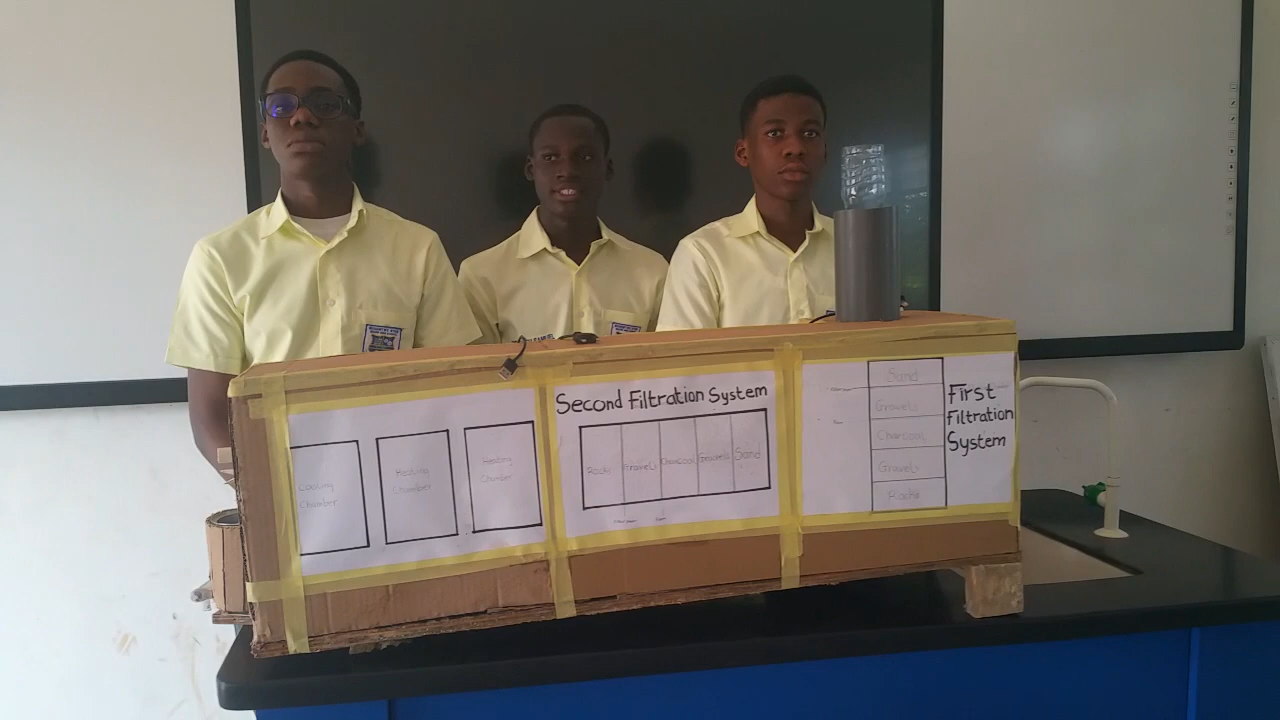 Cooling
Chamber
Heating
Chamber
Heating
Chamber
Second Filtration System
Rocks
Gravels
Charcoal
Gravels
Sand
Sand
Gravels
Charcoal
Gravels
Rocks
First
Filtration
System